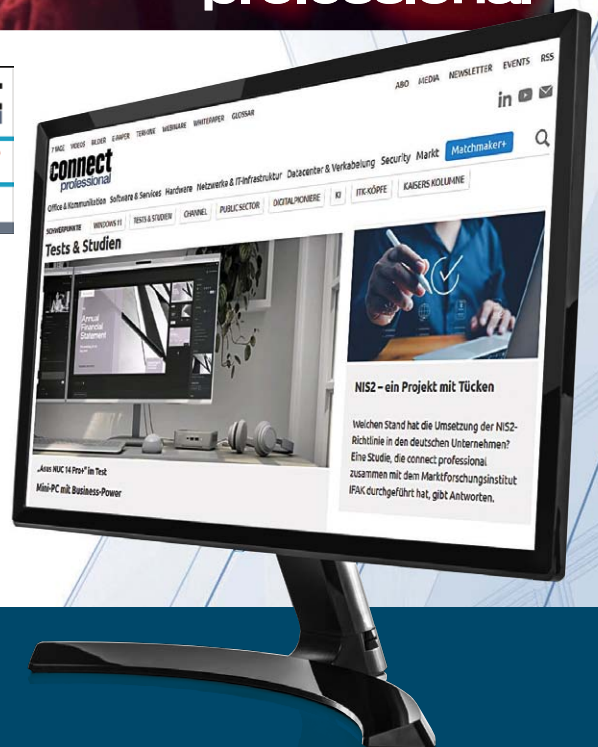 professional
ABO MEDIA NEWSLETTER EVENTS RSS
7 TAGE VIDEOS BILDER E-PAPER TERMINE WEBINARE WHITEPAPER GLOSSAR
connect
professional
Office & Kommunikation Software & Services Hardware Netzwerke & IT-Infrastruktur Datacenter & Verkabelung Security Markt Matchmaker+
SCHWERPUNKTE WINDOWS 11 TESTS & STUDIEN CHANNEL PUBLIC SECTOR DIGITALPIONIERE KI ITK-KÖPFE KAISERS KOLUMNE
Tests & Studien
Annual
Financial
Statement
„Asus NUC 14 Pro+“ im Test
Mini-PC mit Business-Power
NIS2 – ein Projekt mit Tücken
Welchen Stand hat die Umsetzung der NIS2-
Richtlinie in den deutschen Unternehmen?
Eine Studie, die connect professional
zusammen mit dem Marktforschungsinstitut
IFAK durchgeführt hat, gibt Antworten.